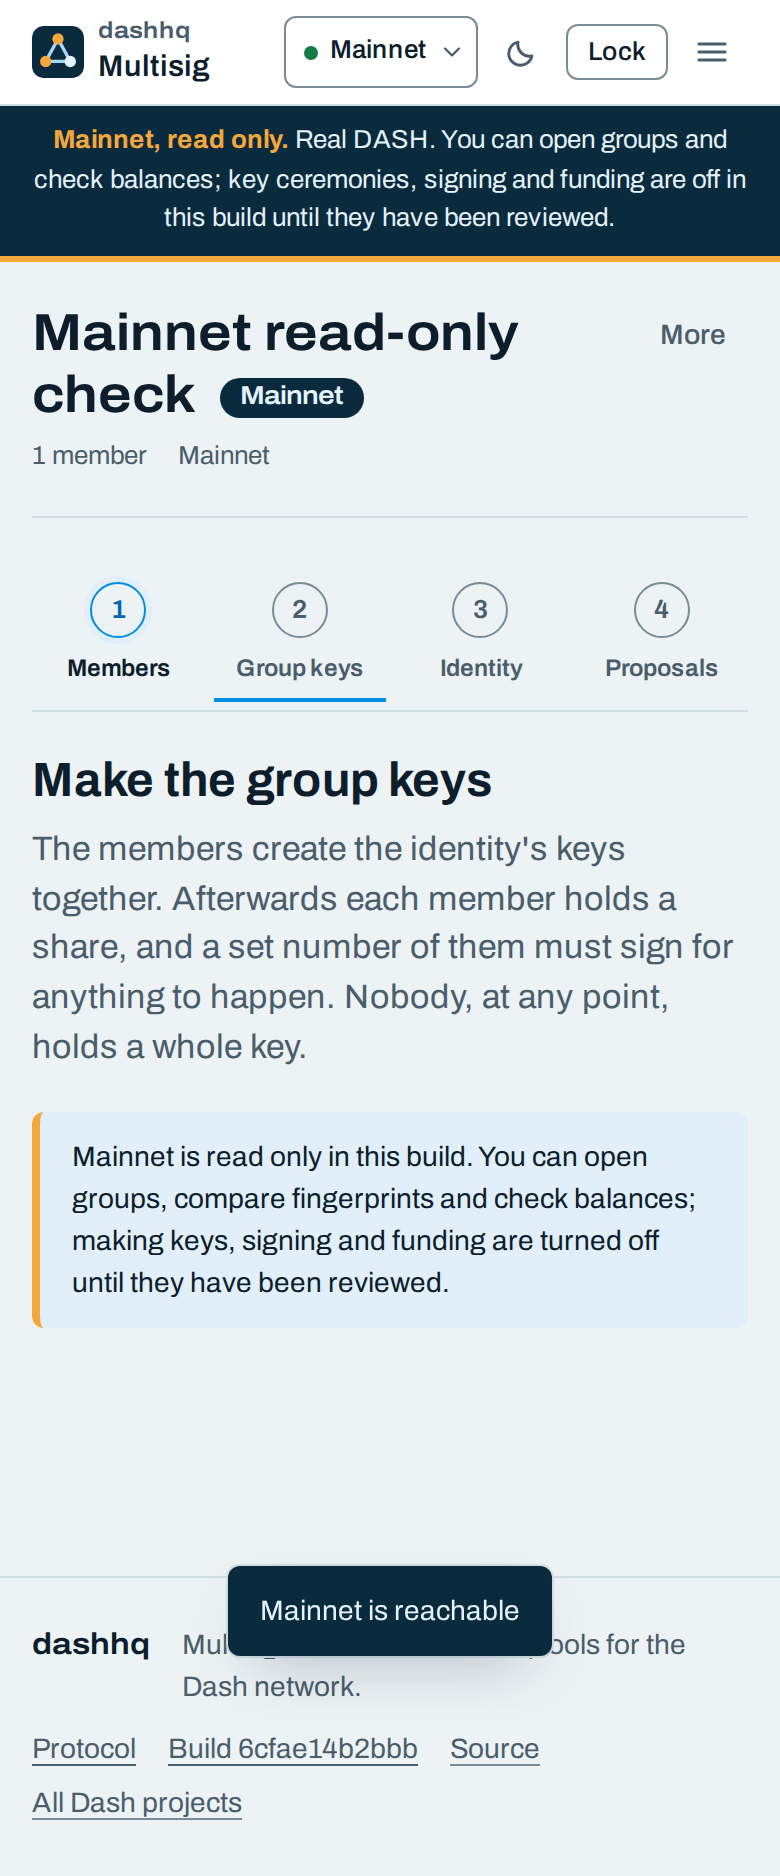 dashhq
Multisig
Mainnet
Lock
Mainnet, read only. Real DASH. You can open groups and
check balances; key ceremonies, signing and funding are off in
this build until they have been reviewed.
Mainnet read-only
check Mainnet
More
1 member Mainnet
1 2 3 4
Members Group keys Identity Proposals
Make the group keys
The members create the identity's keys
together. Afterwards each member holds a
share, and a set number of them must sign for
anything to happen. Nobody, at any point,
holds a whole key.
Mainnet is read only in this build. You can open
groups, compare fingerprints and check balances;
making keys, signing and funding are turned off
until they have been reviewed.
Mainnet is reachable
dashhq
for the
Dash network.
Protocol Build 6cfae14b2bbb Source
All Dash projects